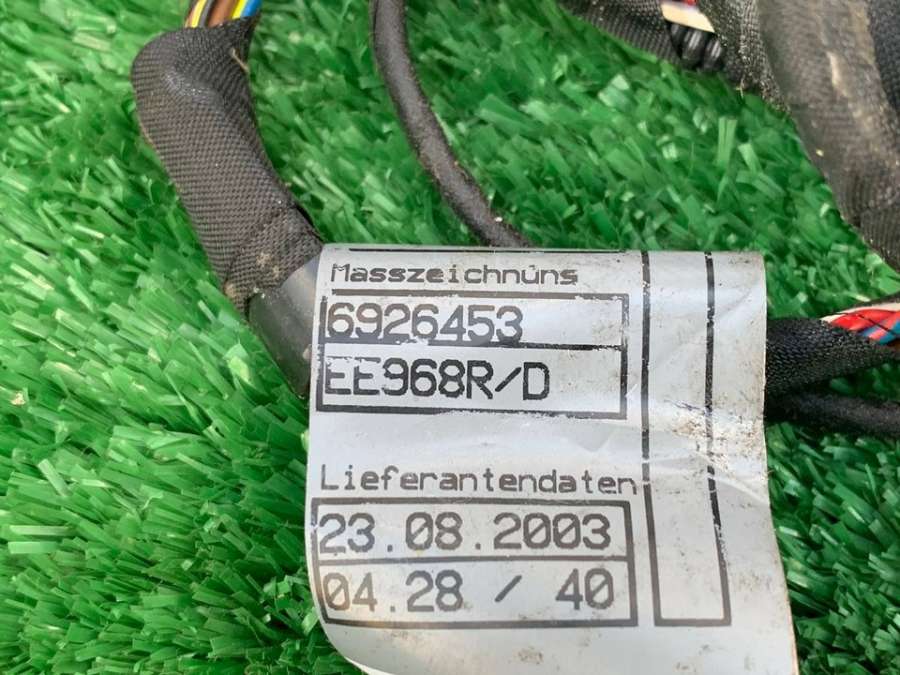 Masszeichnüns
6926453
EE968R/D
Lieferantendaten
23.08.2003
04.28 / 40